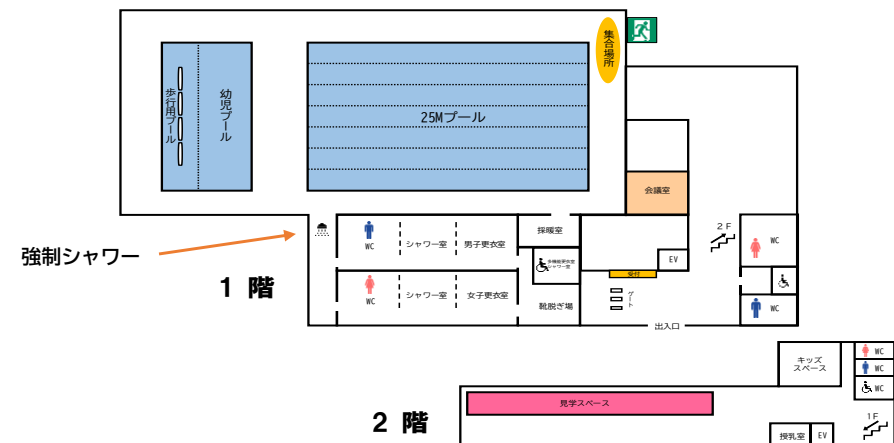 集合場所
歩行用プール
幼児プール
25Mプール
会議室
強制シャワー
WC
シャワー室
男子更衣室
採暖室
2F
WC
多機能更衣室
シャワー室
EV
受付
1 階
WC
シャワー室
女子更衣室
靴脱ぎ場
ゲート
WC
出入口
キッズ
スペース
WC
WC
WC
見学スペース
2 階
1F
授乳室
EV